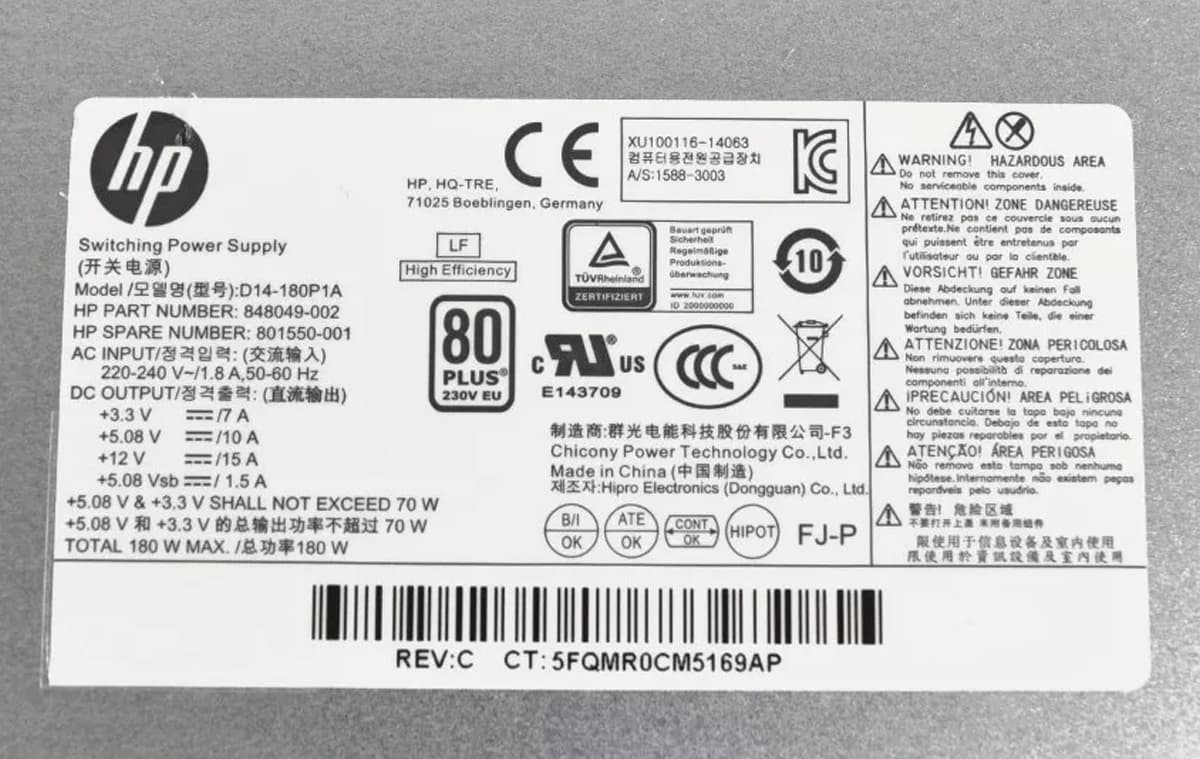 hp
Switching Power Supply
(开关电源)
Model /모델명(型号):D14-180P1A
HP PART NUMBER: 848049-002
HP SPARE NUMBER: 801550-001
AC INPUT/정격입력: (交流输入)
220-240 V~/1.8 A,50-60 Hz
DC OUTPUT/정격출력: (直流输出)
+3.3 V /7 A
+5.08 V /10 A
+12 V /15 A
+5.08 Vsb / 1.5 A
+5.08 V & +3.3 V SHALL NOT EXCEED 70 W
+5.08 V 和 +3.3 V 的总输出功率不超过 70 W
TOTAL 180 W MAX. /总功率180 W
CE
HP, HQ-TRE,
71025 Boeblingen, Germany
XU100116-14063
컴퓨터용전원공급장치
A/S:1588-3003
LF
High Efficiency
80
PLUS®
230V EU
TÜVRheinland®
ZERTIFIZIERT
Bauart geprüft
Sicherheit
Regelmäßige
Produktions-
überwachung
www.tuv.com
ID 2000000000
10
c RU® US
E143709
CCC S&E
制造商:群光电能科技股份有限公司-F3
Chicony Power Technology Co.,Ltd.
Made in China (中国制造)
제조자:Hipro Electronics (Dongguan) Co., Ltd.
B/I
OK
ATE
OK
CONT
OK
HIPOT
FJ-P
WARNING! HAZARDOUS AREA
Do not remove this cover.
No serviceable components inside.
ATTENTION! ZONE DANGEREUSE
Ne retirez pas ce couvercle sous aucun
prétexte.Ne contient pas de composants
qui puissent être entretenus par
l'utilisateur ou par la clientèle.
VORSICHT! GEFAHR ZONE
Diese Abdeckung auf keinen Fall
abnehmen. Unter dieser Abdeckung
befinden sich keine Teile, die einer
Wartung bedürfen.
ATTENZIONE! ZONA PERICOLOSA
Non rimuovere questa copertura.
Nessuna possibilità di reparazione dei
componenti all'interno.
¡PRECAUCIÓN! AREA PELIGROSA
No debe cuitarse la tapa bajo ninguna
circunstancia. Debajo de esta tapa no
hay piezas reparables por el propietario.
ATENÇÃO! ÁREA PERIGOSA
Não remova esta tampa sob nenhuma
hipótese.Internamente não existem peças
reparáveis pelo usuário.
警告! 危险区域
不要打开上盖 未用备用组件
限使用于信息设备及室内使用
限使用於資訊設備及室內使用
REV:C CT: 5FQMR0CM5169AP